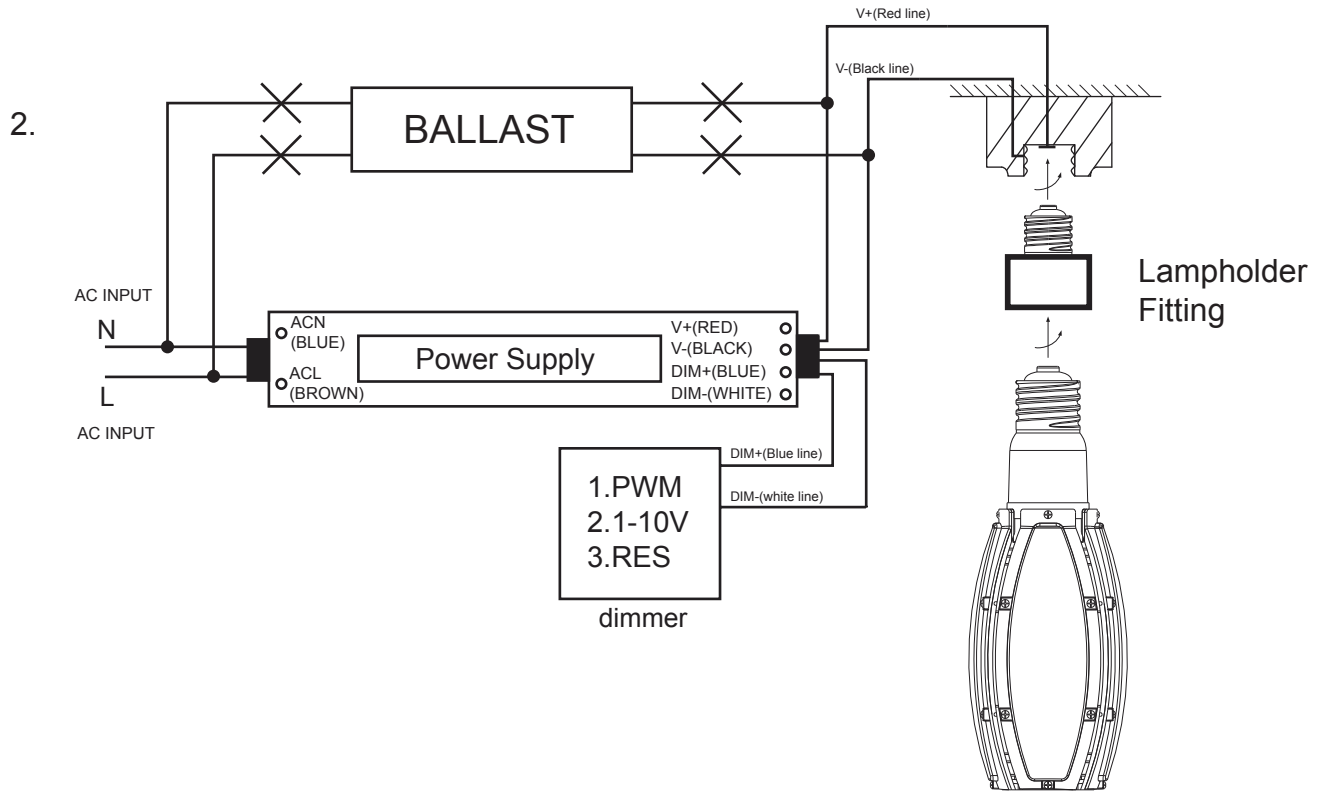 V+(Red line)
V-(Black line)
2.
BALLAST
Lampholder
Fitting
AC INPUT
N
L
AC INPUT
ACN
(BLUE)
ACL
(BROWN)
Power Supply
V+(RED)
V-(BLACK)
DIM+(BLUE)
DIM-(WHITE)
DIM+(Blue line)
DIM-(white line)
1.PWM
2.1-10V
3.RES
dimmer